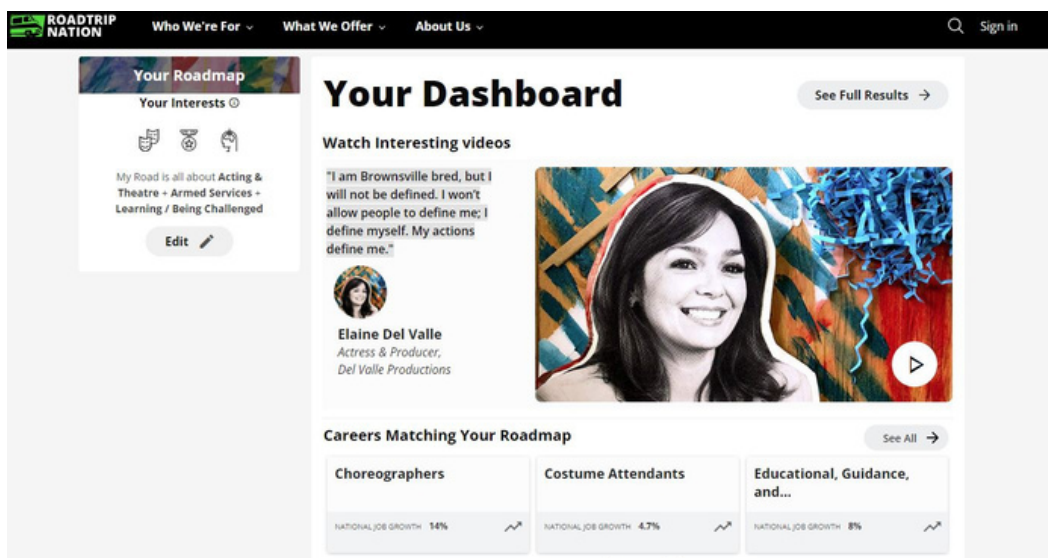 ROADTRIP
NATION
Who We're For
What We Offer
About Us
Sign in
Your Roadmap
Your Interests
My Road is all about Acting &
Theatre + Armed Services +
Learning / Being Challenged
Edit
Your Dashboard
See Full Results →
Watch Interesting videos
"I am Brownsville bred, but I
will not be defined. I won't
allow people to define me; I
define myself. My actions
define me."
Elaine Del Valle
Actress & Producer,
Del Valle Productions
Careers Matching Your Roadmap
See All →
Choreographers
NATIONAL JOB GROWTH 14%
Costume Attendants
NATIONAL JOB GROWTH 4.7%
Educational, Guidance,
and...
NATIONAL JOB GROWTH 8%